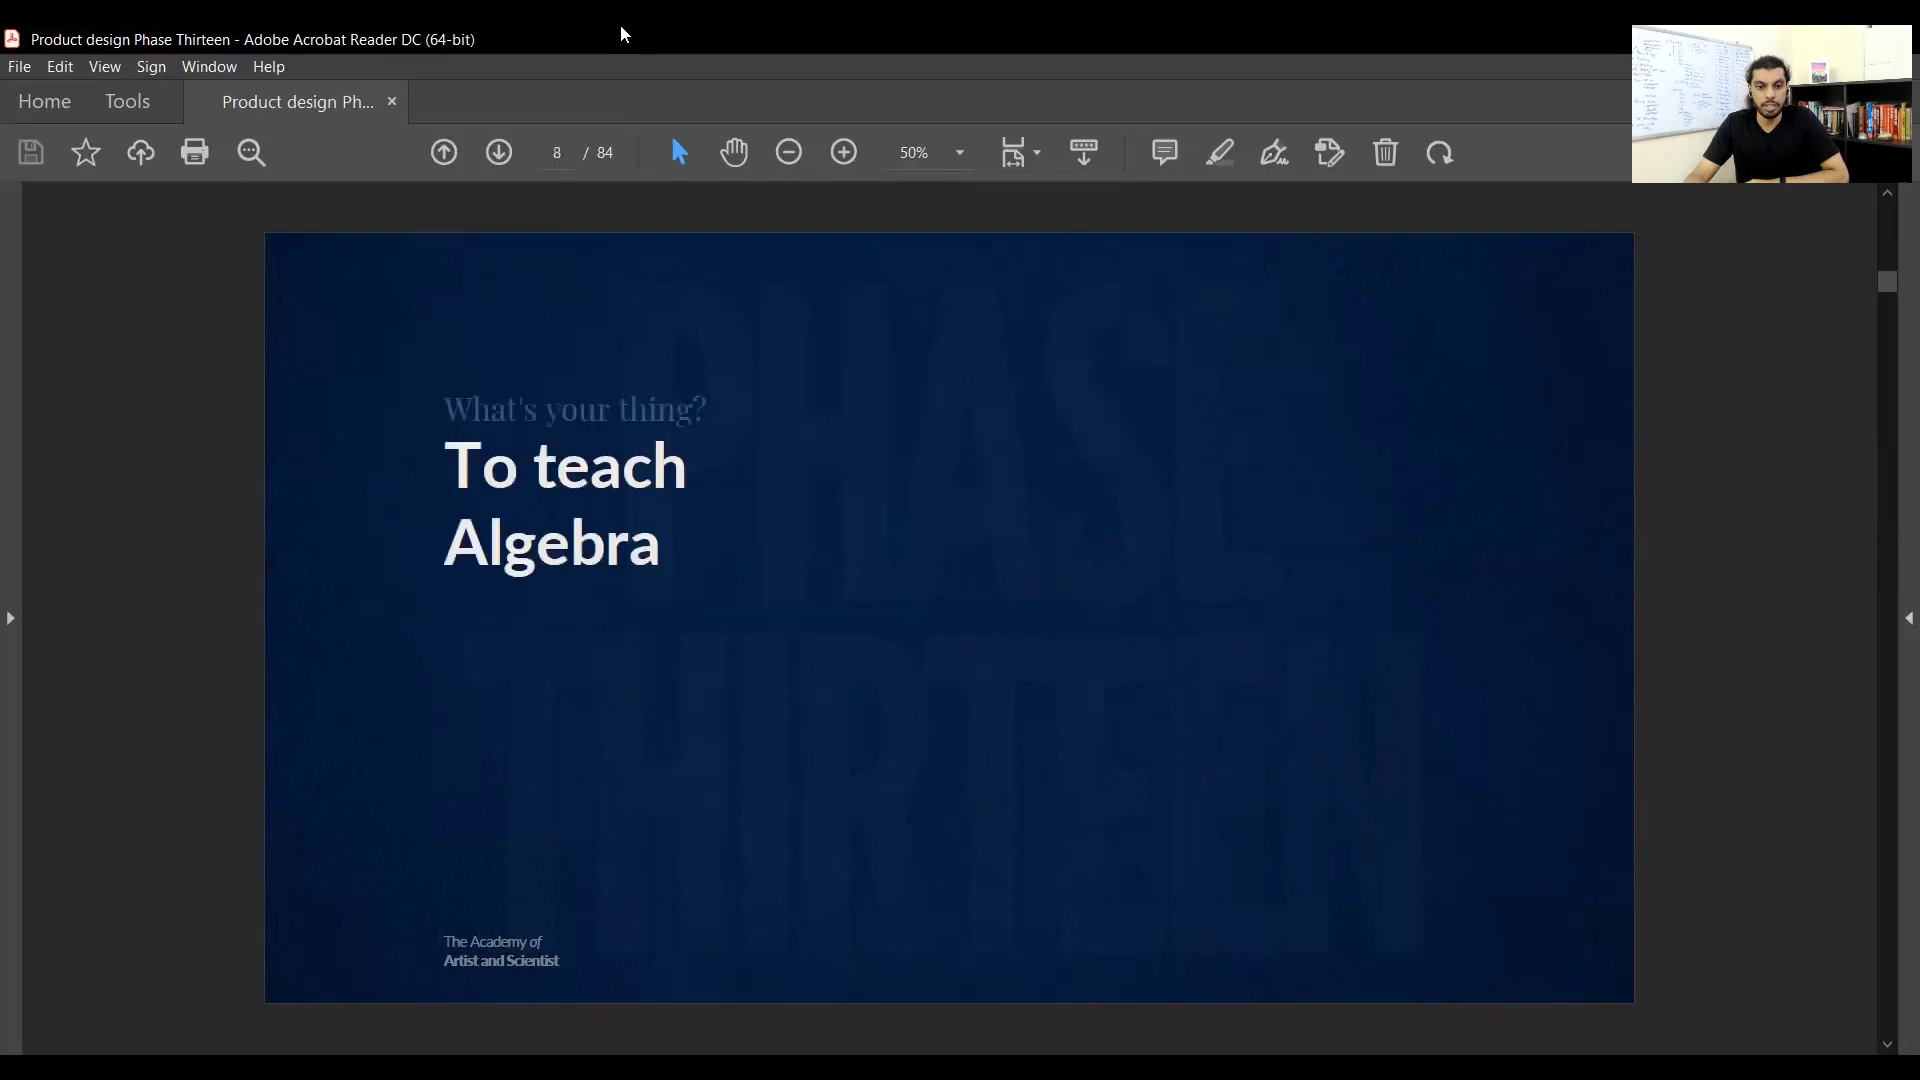 Product design Phase Thirteen - Adobe Acrobat Reader DC (64-bit)
File Edit View Sign Window Help
Home Tools Product design Ph... ×
8 / 84 50%
PHASE
THIRTEEN
What's your thing?
To teach
Algebra
The Academy of
Artist and Scientist